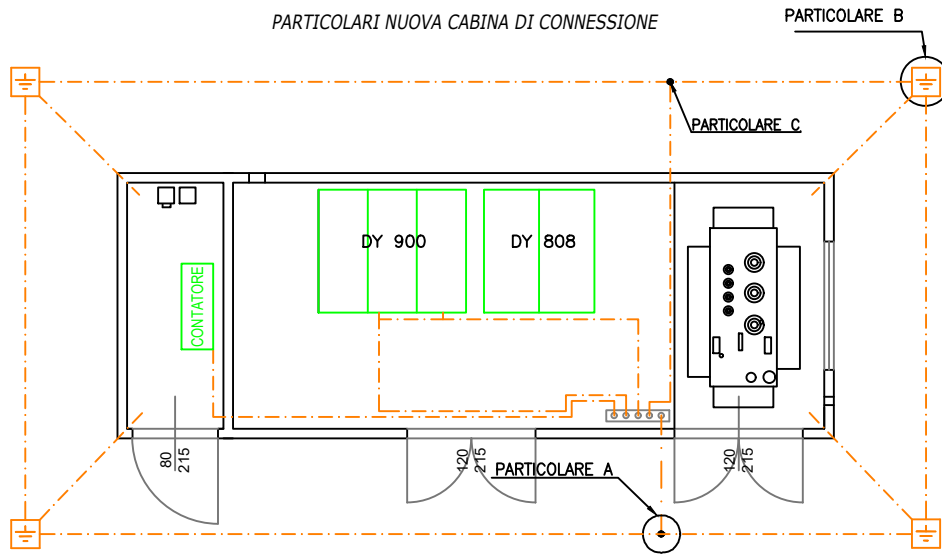 PARTICOLARI NUOVA CABINA DI CONNESSIONE
PARTICOLARE B
PARTICOLARE C
DY 900
DY 808
CONTATORE
80
215
120
215
120
215
PARTICOLARE A